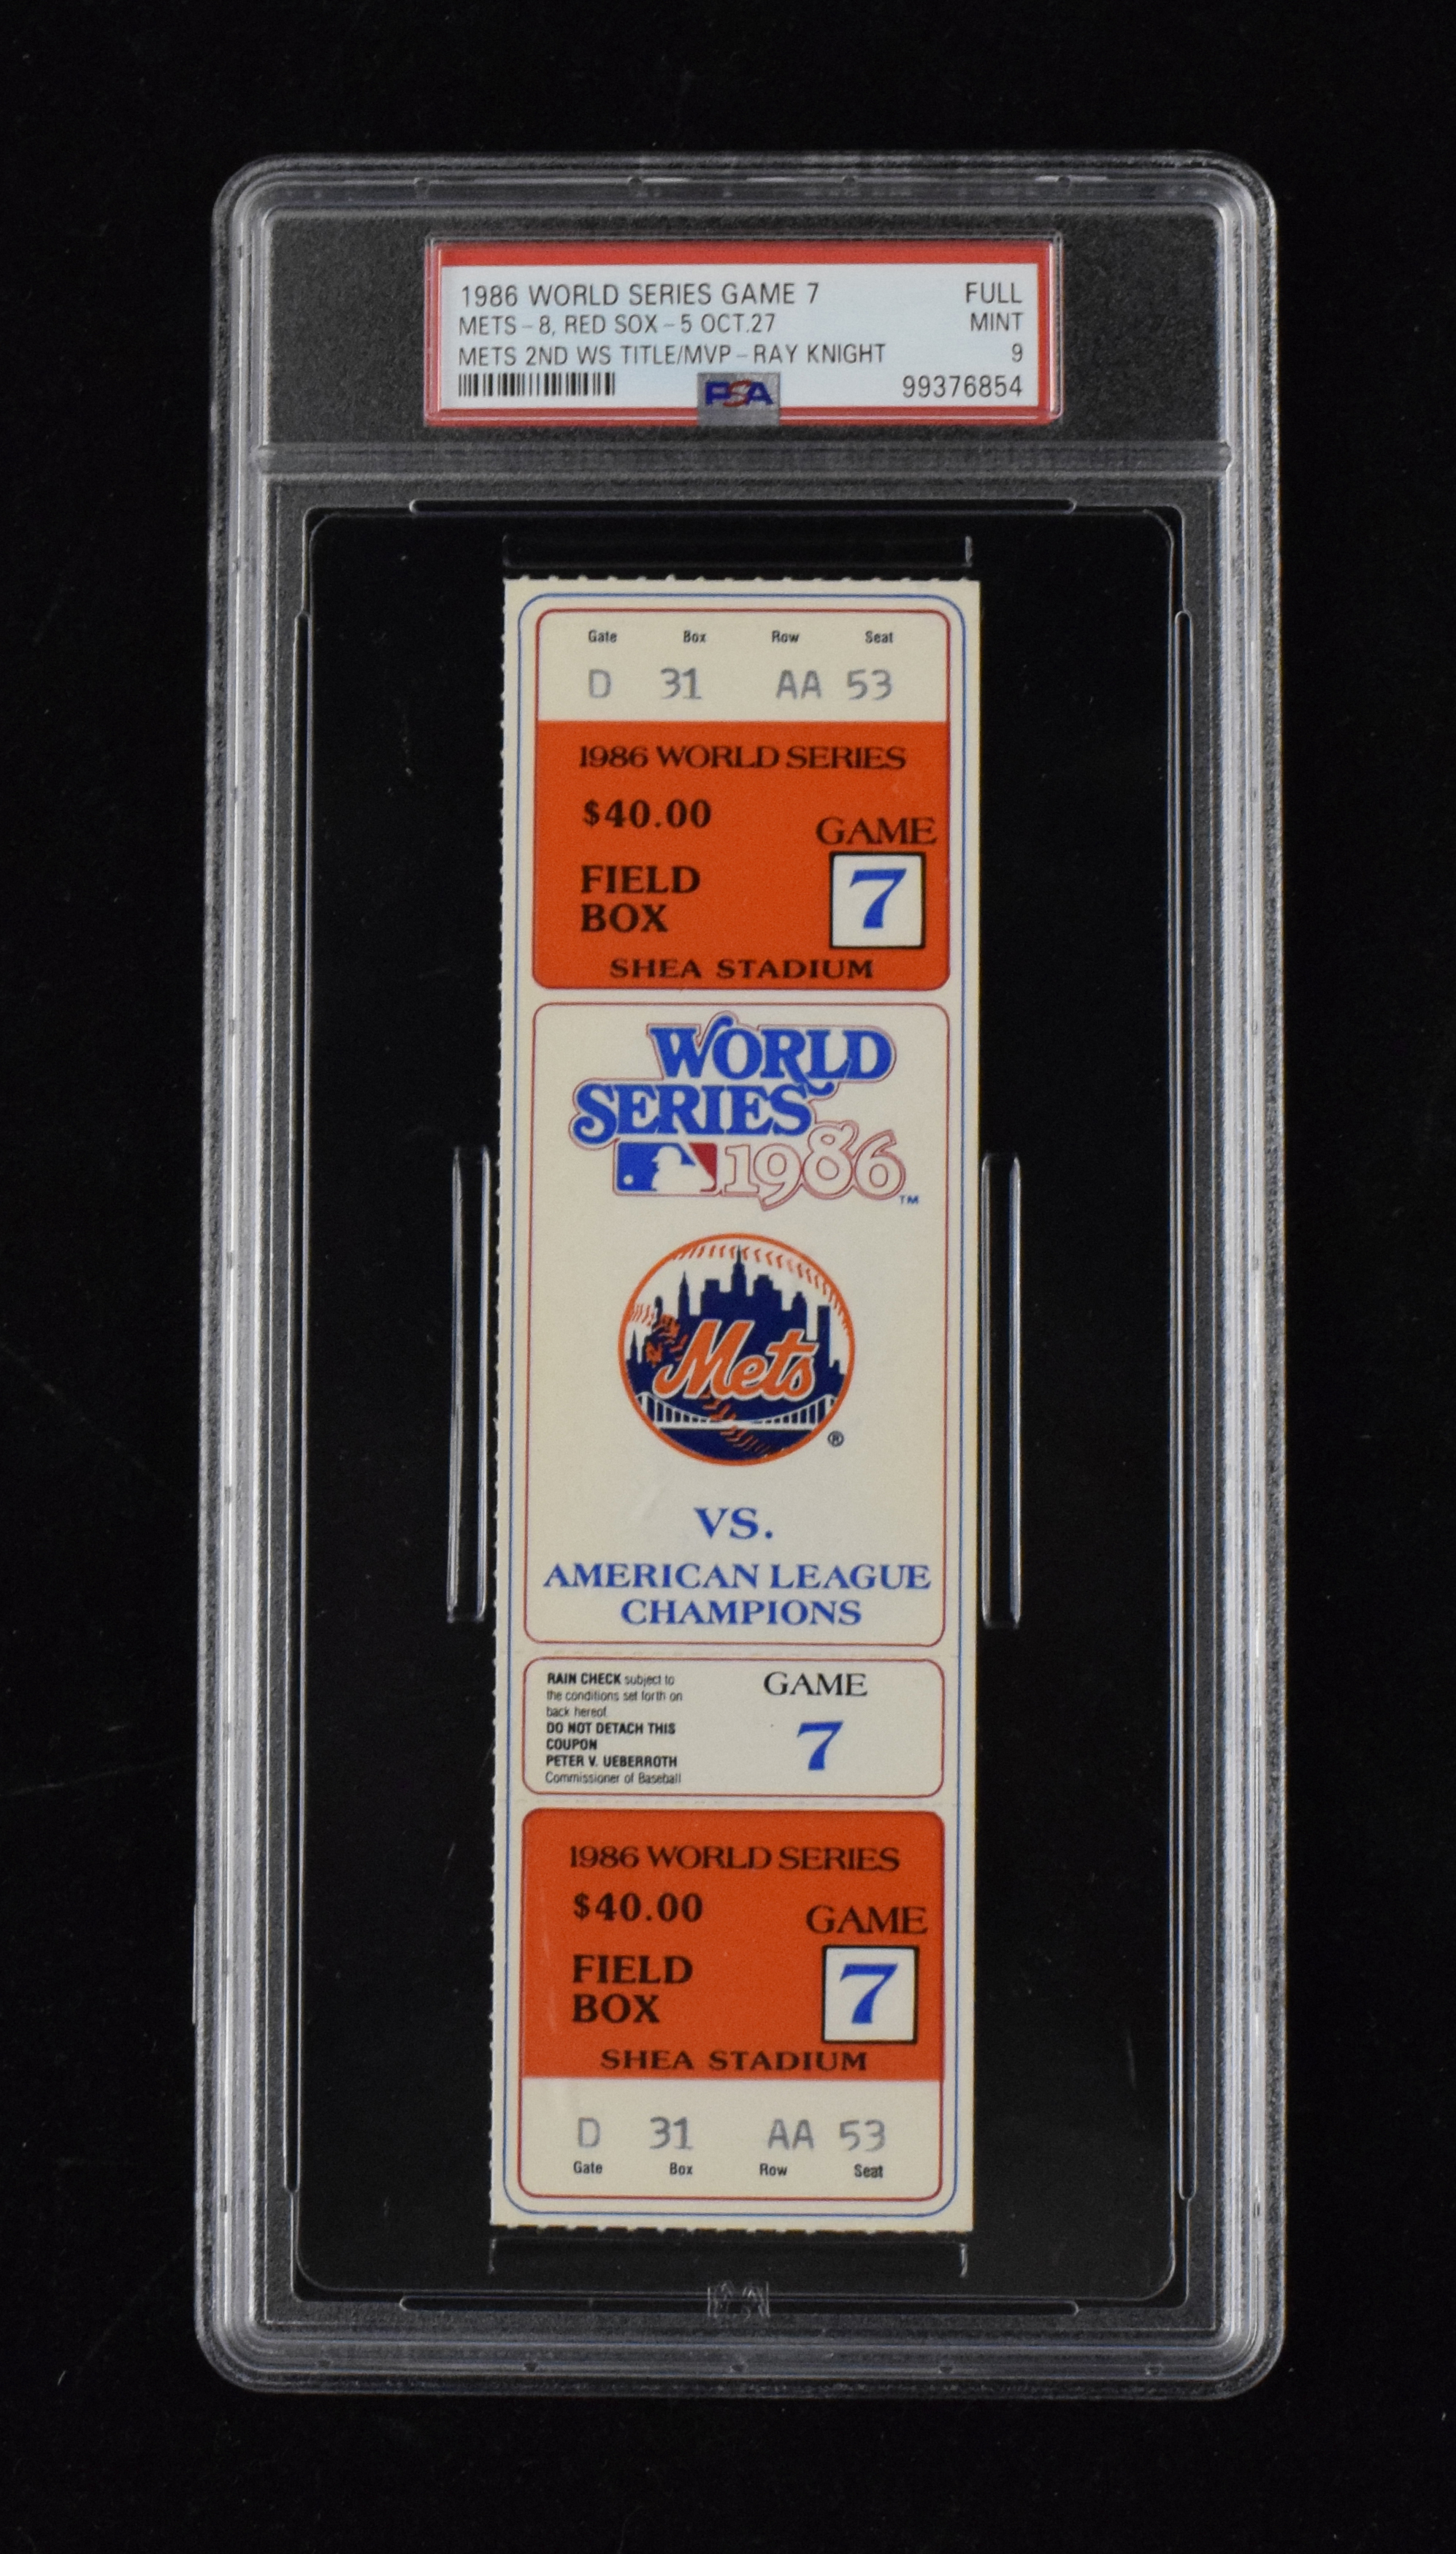 1986 WORLD SERIES GAME 7 FULL
METS - 8, RED SOX - 5 OCT.27 MINT
METS 2ND WS TITLE/MVP - RAY KNIGHT 9
PSA 99376854
Gate Box Row Seat
D 31 AA 53
1986 WORLD SERIES
$40.00
GAME
7
FIELD
BOX
SHEA STADIUM
WORLD
SERIES
1986 TM
Mets
®
VS.
AMERICAN LEAGUE
CHAMPIONS
RAIN CHECK subject to
the conditions set forth on
back hereof.
DO NOT DETACH THIS
COUPON
PETER V. UEBERROTH
Commissioner of Baseball
GAME
7
1986 WORLD SERIES
$40.00
GAME
7
FIELD
BOX
SHEA STADIUM
D 31 AA 53
Gate Box Row Seat